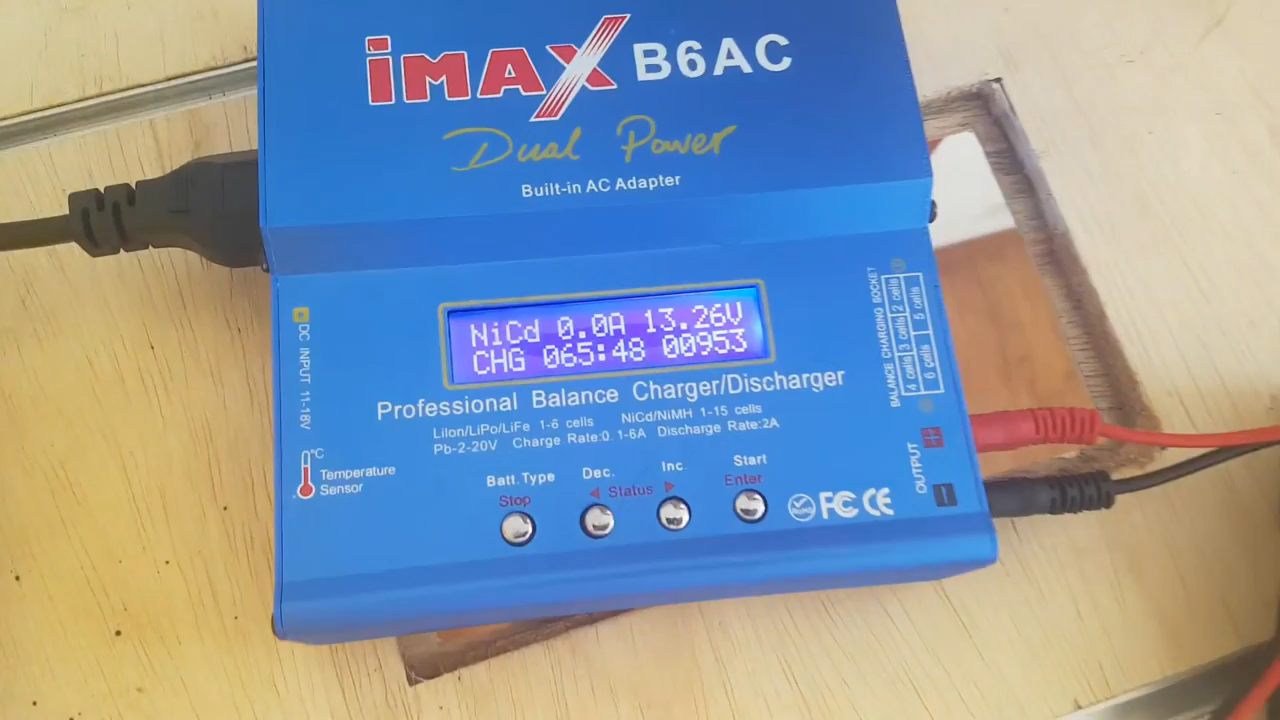 iMAX B6AC
Dual Power
Built-in AC Adapter
DC INPUT 11-18V
NiCd 0.0A 13.26V
CHG 065:48 00953
BALANCE CHARGING SOCKET
2 cells
3 cells
4 cells
5 cells
6 cells
Professional Balance Charger/Discharger
LiIon/LiPo/LiFe 1-6 cells NiCd/NiMH 1-15 cells
Pb-2-20V Charge Rate:0.1-6A Discharge Rate:2A
°C
Temperature
Sensor
Batt.Type Dec. Inc. Start
Stop ◀ Status ▶ Enter
RoHS FC CE
OUTPUT
+
-